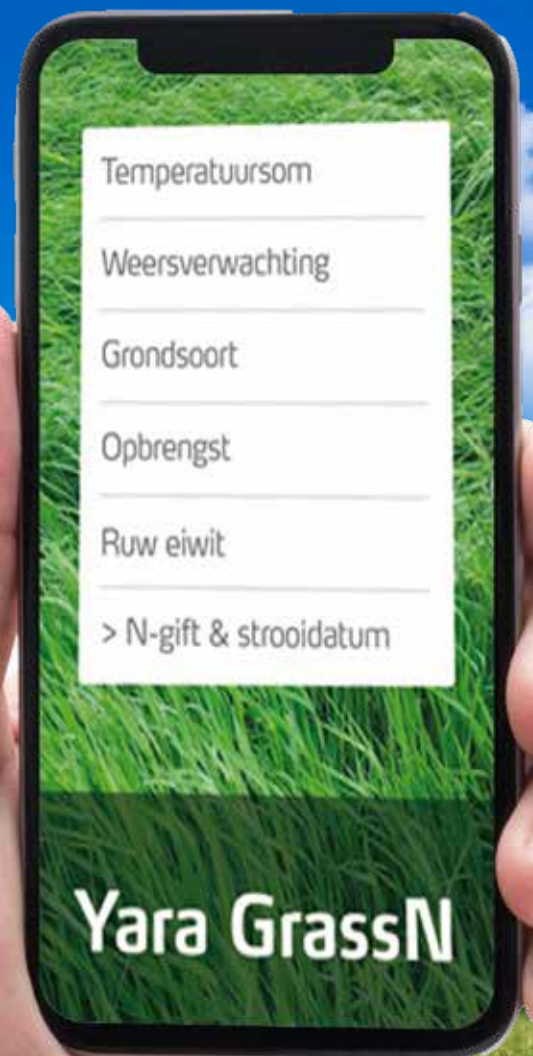 Temperatuursom
Weersverwachting
Grondsoort
Opbrengst
Ruw eiwit
> N-gift & strooidatum
Yara GrassN